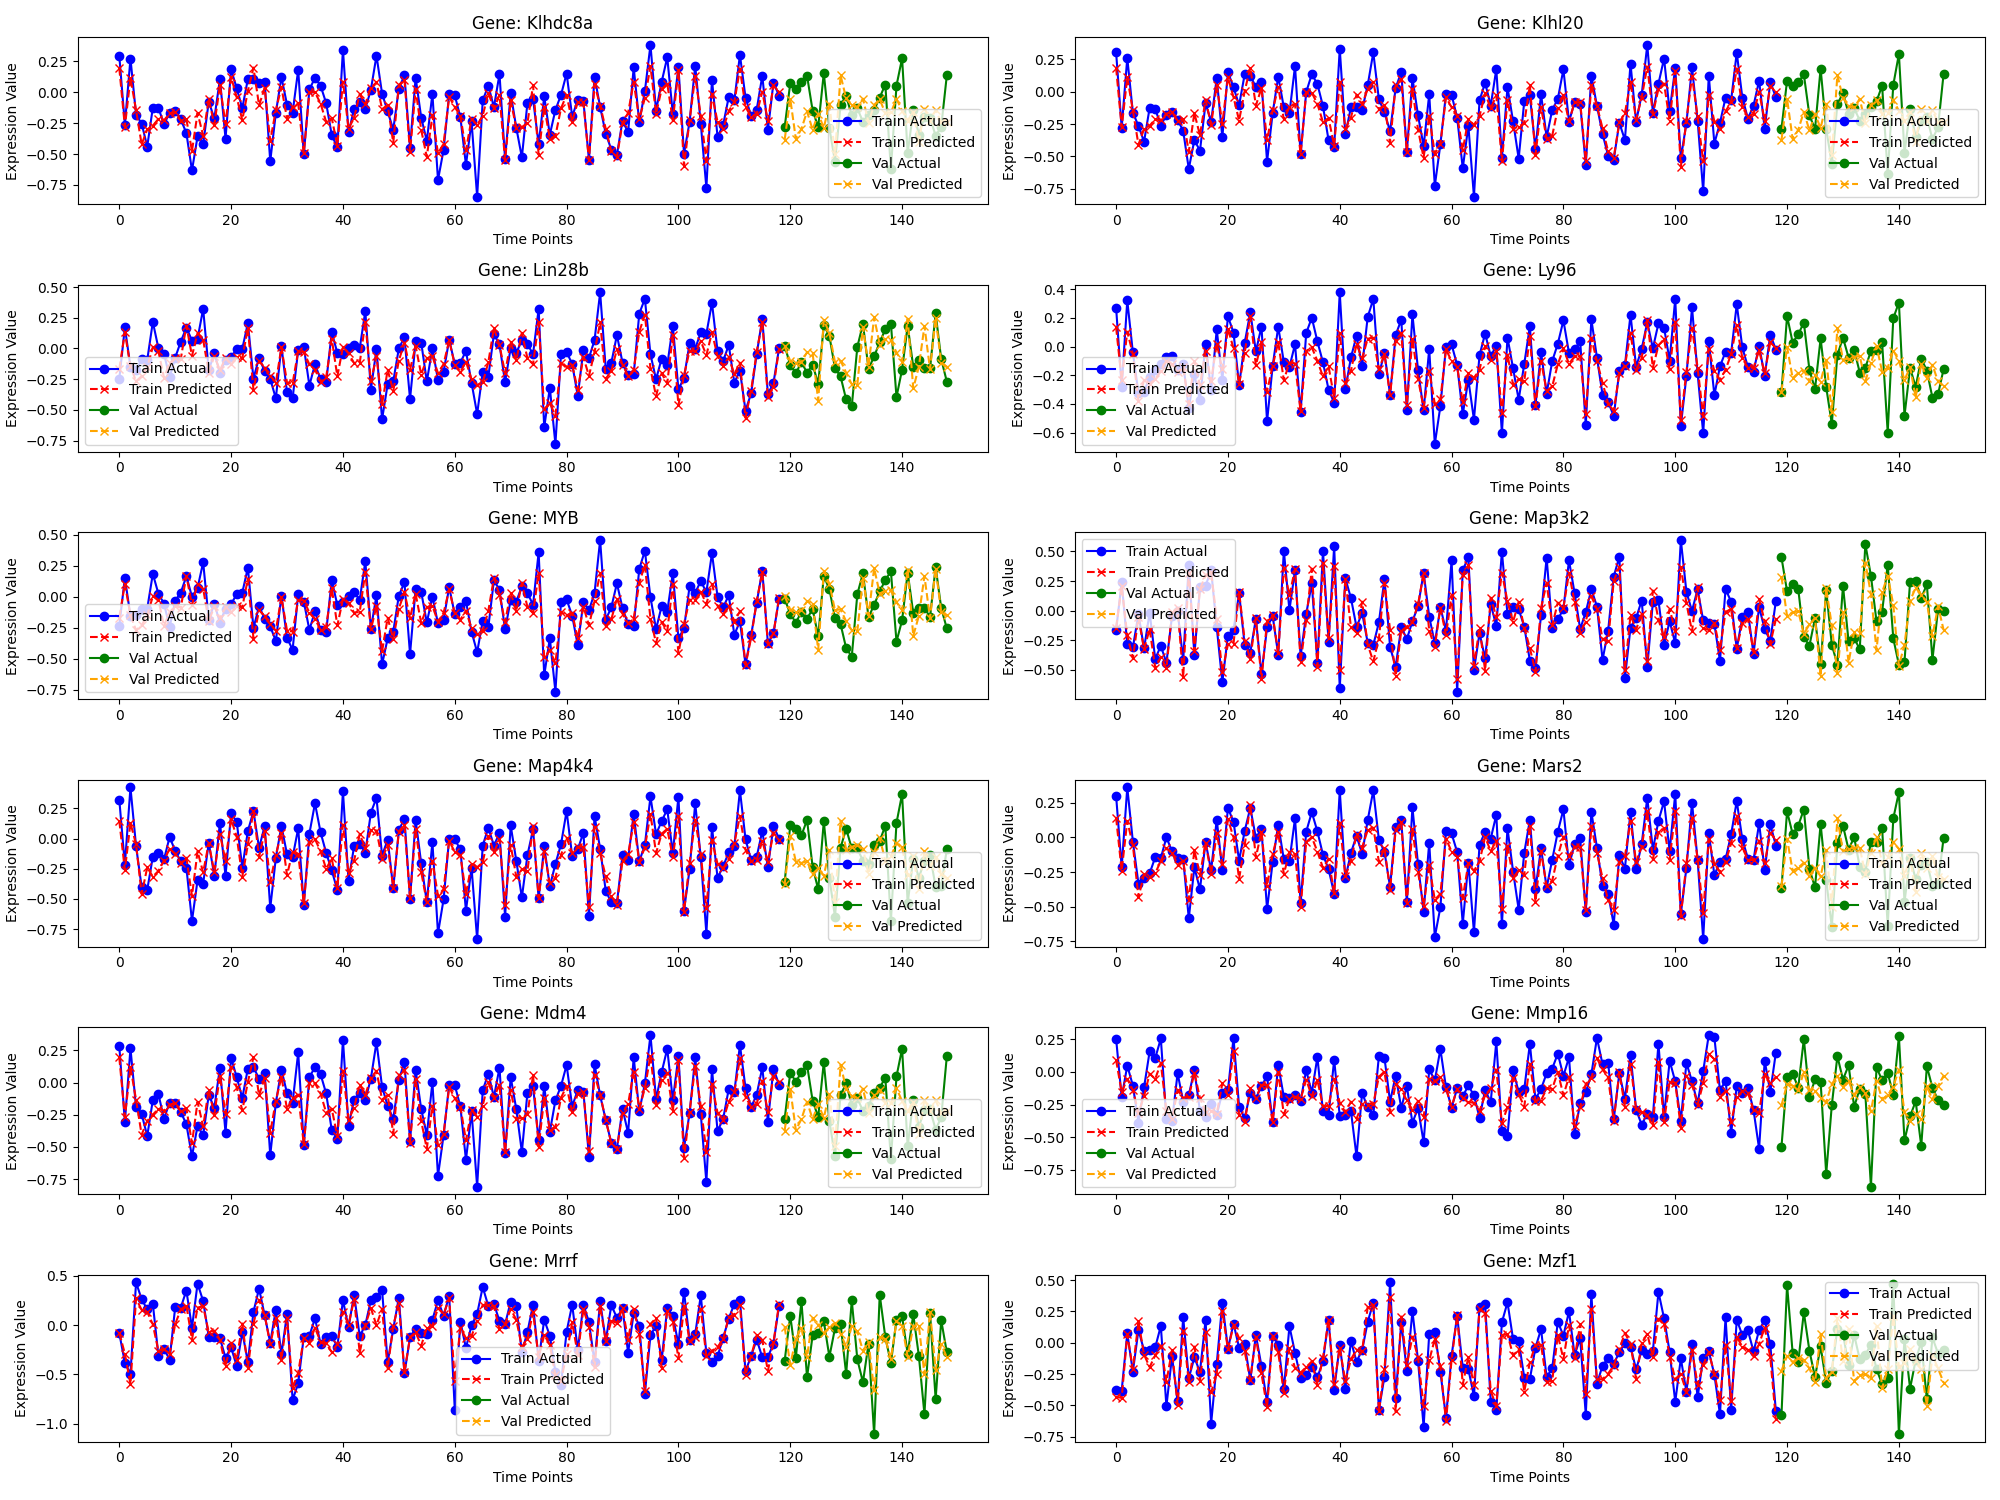 Gene: Klhdc8a
Expression Value
0.25
0.00
−0.25
−0.50
−0.75
Train Actual
Train Predicted
Val Actual
Val Predicted
0 20 40 60 80 100 120 140
Time Points
Gene: Klhl20
Expression Value
0.25
0.00
−0.25
−0.50
−0.75
Train Actual
Train Predicted
Val Actual
Val Predicted
0 20 40 60 80 100 120 140
Time Points
Gene: Lin28b
Expression Value
0.50
0.25
0.00
−0.25
−0.50
−0.75
Train Actual
Train Predicted
Val Actual
Val Predicted
0 20 40 60 80 100 120 140
Time Points
Gene: Ly96
Expression Value
0.4
0.2
0.0
−0.2
−0.4
−0.6
Train Actual
Train Predicted
Val Actual
Val Predicted
0 20 40 60 80 100 120 140
Time Points
Gene: MYB
Expression Value
0.50
0.25
0.00
−0.25
−0.50
−0.75
Train Actual
Train Predicted
Val Actual
Val Predicted
0 20 40 60 80 100 120 140
Time Points
Gene: Map3k2
Expression Value
0.50
0.25
0.00
−0.25
−0.50
Train Actual
Train Predicted
Val Actual
Val Predicted
0 20 40 60 80 100 120 140
Time Points
Gene: Map4k4
Expression Value
0.25
0.00
−0.25
−0.50
−0.75
Train Actual
Train Predicted
Val Actual
Val Predicted
0 20 40 60 80 100 120 140
Time Points
Gene: Mars2
Expression Value
0.25
0.00
−0.25
−0.50
−0.75
Train Actual
Train Predicted
Val Actual
Val Predicted
0 20 40 60 80 100 120 140
Time Points
Gene: Mdm4
Expression Value
0.25
0.00
−0.25
−0.50
−0.75
Train Actual
Train Predicted
Val Actual
Val Predicted
0 20 40 60 80 100 120 140
Time Points
Gene: Mmp16
Expression Value
0.25
0.00
−0.25
−0.50
−0.75
Train Actual
Train Predicted
Val Actual
Val Predicted
0 20 40 60 80 100 120 140
Time Points
Gene: Mrrf
Expression Value
0.5
0.0
−0.5
−1.0
Train Actual
Train Predicted
Val Actual
Val Predicted
0 20 40 60 80 100 120 140
Time Points
Gene: Mzf1
Expression Value
0.50
0.25
0.00
−0.25
−0.50
−0.75
Train Actual
Train Predicted
Val Actual
Val Predicted
0 20 40 60 80 100 120 140
Time Points